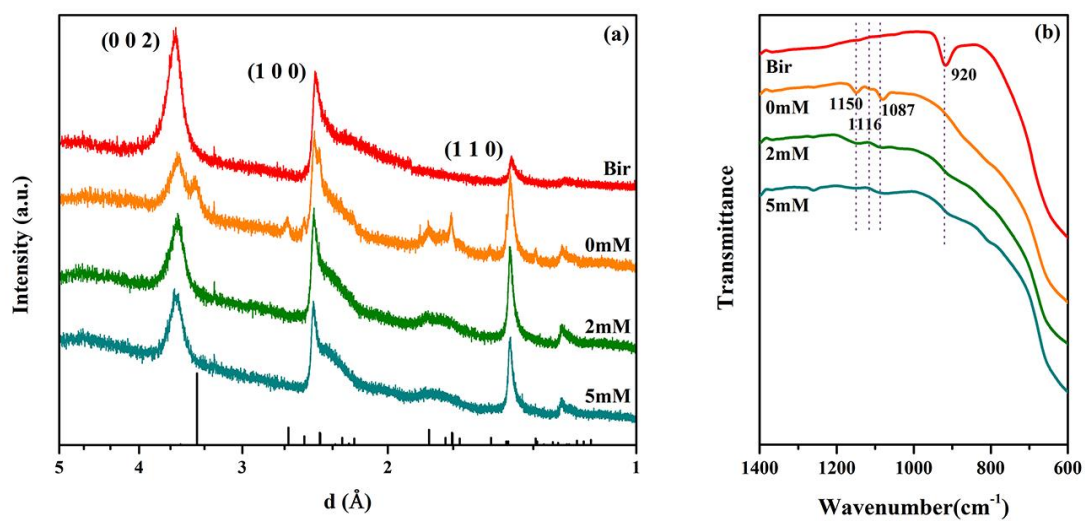 (a)
(0 0 2)
(1 0 0)
(1 1 0)
Bir
0mM
2mM
5mM
Intensity (a.u.)
5
4
3
2
1
d (Å)
(b)
Bir
920
0mM
1150
1087
1116
2mM
5mM
Transmittance
1400
1200
1000
800
600
Wavenumber(cm⁻¹)